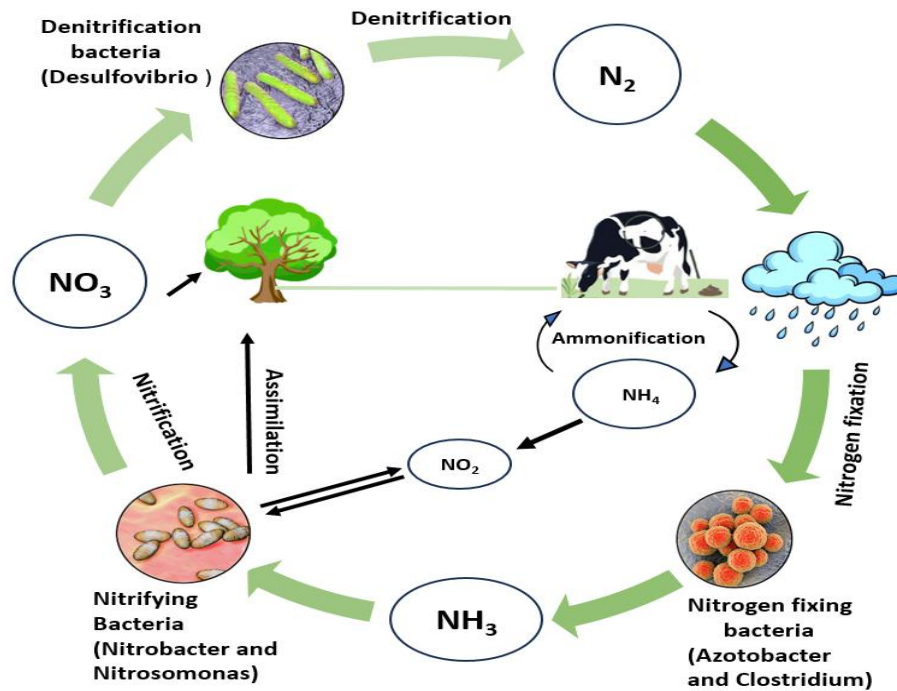 Denitrification
bacteria
(Desulfovibrio )
Denitrification
N₂
NO₃
Ammonification
NH₄
NO₂
Assimilation
Nitrification
Nitrogen fixation
Nitrifying
Bacteria
(Nitrobacter and
Nitrosomonas)
NH₃
Nitrogen fixing
bacteria
(Azotobacter
and Clostridium)